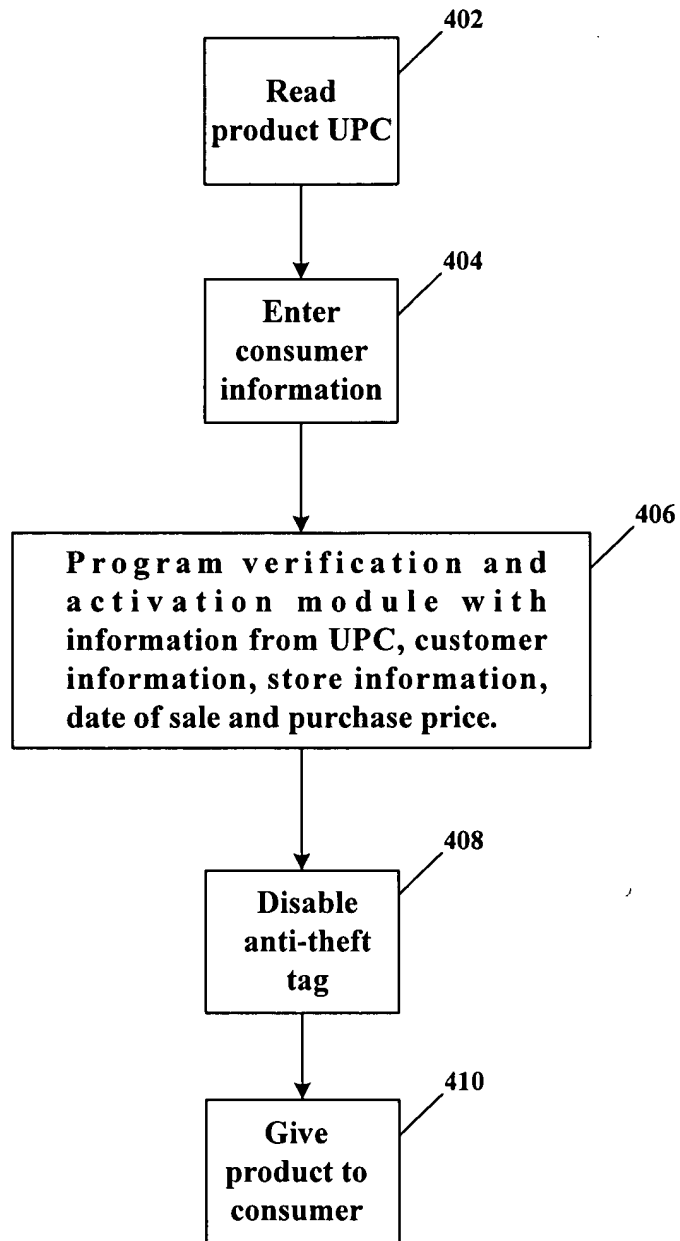 402
Read
product UPC
404
Enter
consumer
information
406
Program verification and
activation module with
information from UPC, customer
information, store information,
date of sale and purchase price.
408
Disable
anti-theft
tag
410
Give
product to
consumer